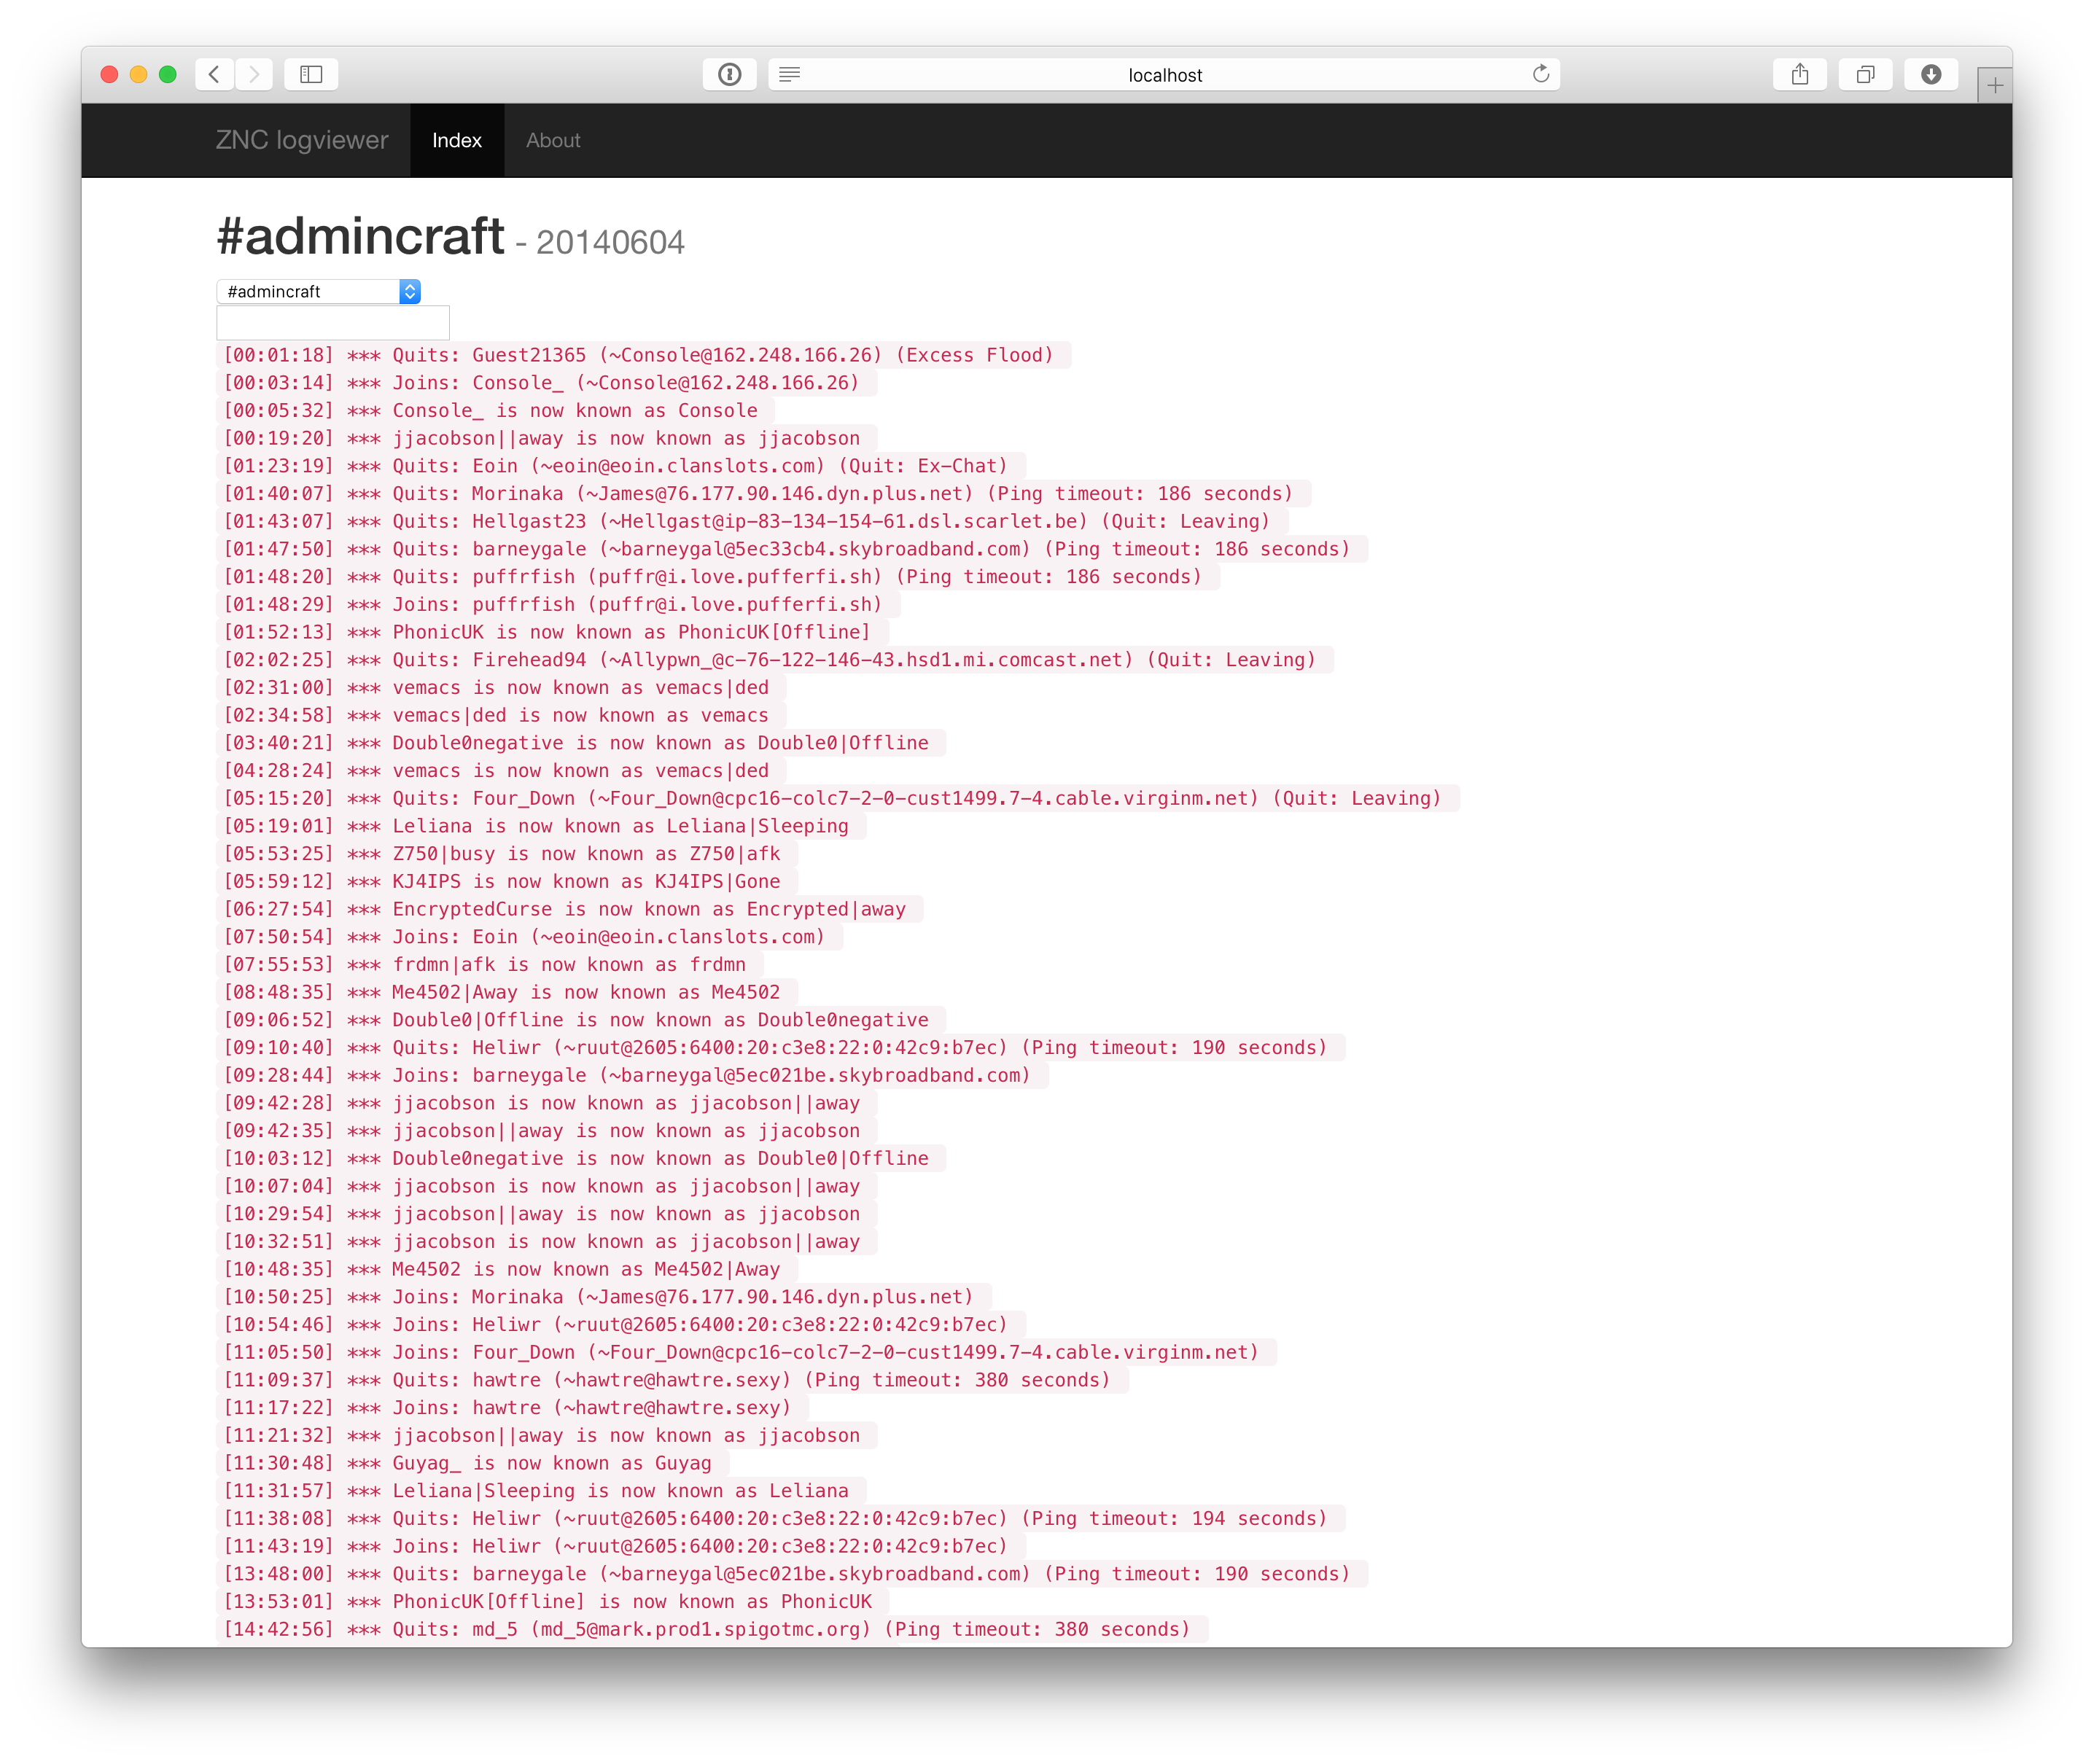 localhost
ZNC logviewer Index About
#admincraft - 20140604
#admincraft
[00:01:18] *** Quits: Guest21365 (~Console@162.248.166.26) (Excess Flood)
[00:03:14] *** Joins: Console_ (~Console@162.248.166.26)
[00:05:32] *** Console_ is now known as Console
[00:19:20] *** jjacobson||away is now known as jjacobson
[01:23:19] *** Quits: Eoin (~eoin@eoin.clanslots.com) (Quit: Ex-Chat)
[01:40:07] *** Quits: Morinaka (~James@76.177.90.146.dyn.plus.net) (Ping timeout: 186 seconds)
[01:43:07] *** Quits: Hellgast23 (~Hellgast@ip-83-134-154-61.dsl.scarlet.be) (Quit: Leaving)
[01:47:50] *** Quits: barneygale (~barneygal@5ec33cb4.skybroadband.com) (Ping timeout: 186 seconds)
[01:48:20] *** Quits: puffrfish (puffr@i.love.pufferfi.sh) (Ping timeout: 186 seconds)
[01:48:29] *** Joins: puffrfish (puffr@i.love.pufferfi.sh)
[01:52:13] *** PhonicUK is now known as PhonicUK[Offline]
[02:02:25] *** Quits: Firehead94 (~Allypwn_@c-76-122-146-43.hsd1.mi.comcast.net) (Quit: Leaving)
[02:31:00] *** vemacs is now known as vemacs|ded
[02:34:58] *** vemacs|ded is now known as vemacs
[03:40:21] *** Double0negative is now known as Double0|Offline
[04:28:24] *** vemacs is now known as vemacs|ded
[05:15:20] *** Quits: Four_Down (~Four_Down@cpc16-colc7-2-0-cust1499.7-4.cable.virginm.net) (Quit: Leaving)
[05:19:01] *** Leliana is now known as Leliana|Sleeping
[05:53:25] *** Z750|busy is now known as Z750|afk
[05:59:12] *** KJ4IPS is now known as KJ4IPS|Gone
[06:27:54] *** EncryptedCurse is now known as Encrypted|away
[07:50:54] *** Joins: Eoin (~eoin@eoin.clanslots.com)
[07:55:53] *** frdmn|afk is now known as frdmn
[08:48:35] *** Me4502|Away is now known as Me4502
[09:06:52] *** Double0|Offline is now known as Double0negative
[09:10:40] *** Quits: Heliwr (~ruut@2605:6400:20:c3e8:22:0:42c9:b7ec) (Ping timeout: 190 seconds)
[09:28:44] *** Joins: barneygale (~barneygal@5ec021be.skybroadband.com)
[09:42:28] *** jjacobson is now known as jjacobson||away
[09:42:35] *** jjacobson||away is now known as jjacobson
[10:03:12] *** Double0negative is now known as Double0|Offline
[10:07:04] *** jjacobson is now known as jjacobson||away
[10:29:54] *** jjacobson||away is now known as jjacobson
[10:32:51] *** jjacobson is now known as jjacobson||away
[10:48:35] *** Me4502 is now known as Me4502|Away
[10:50:25] *** Joins: Morinaka (~James@76.177.90.146.dyn.plus.net)
[10:54:46] *** Joins: Heliwr (~ruut@2605:6400:20:c3e8:22:0:42c9:b7ec)
[11:05:50] *** Joins: Four_Down (~Four_Down@cpc16-colc7-2-0-cust1499.7-4.cable.virginm.net)
[11:09:37] *** Quits: hawtre (~hawtre@hawtre.sexy) (Ping timeout: 380 seconds)
[11:17:22] *** Joins: hawtre (~hawtre@hawtre.sexy)
[11:21:32] *** jjacobson||away is now known as jjacobson
[11:30:48] *** Guyag_ is now known as Guyag
[11:31:57] *** Leliana|Sleeping is now known as Leliana
[11:38:08] *** Quits: Heliwr (~ruut@2605:6400:20:c3e8:22:0:42c9:b7ec) (Ping timeout: 194 seconds)
[11:43:19] *** Joins: Heliwr (~ruut@2605:6400:20:c3e8:22:0:42c9:b7ec)
[13:48:00] *** Quits: barneygale (~barneygal@5ec021be.skybroadband.com) (Ping timeout: 190 seconds)
[13:53:01] *** PhonicUK[Offline] is now known as PhonicUK
[14:42:56] *** Quits: md_5 (md_5@mark.prod1.spigotmc.org) (Ping timeout: 380 seconds)